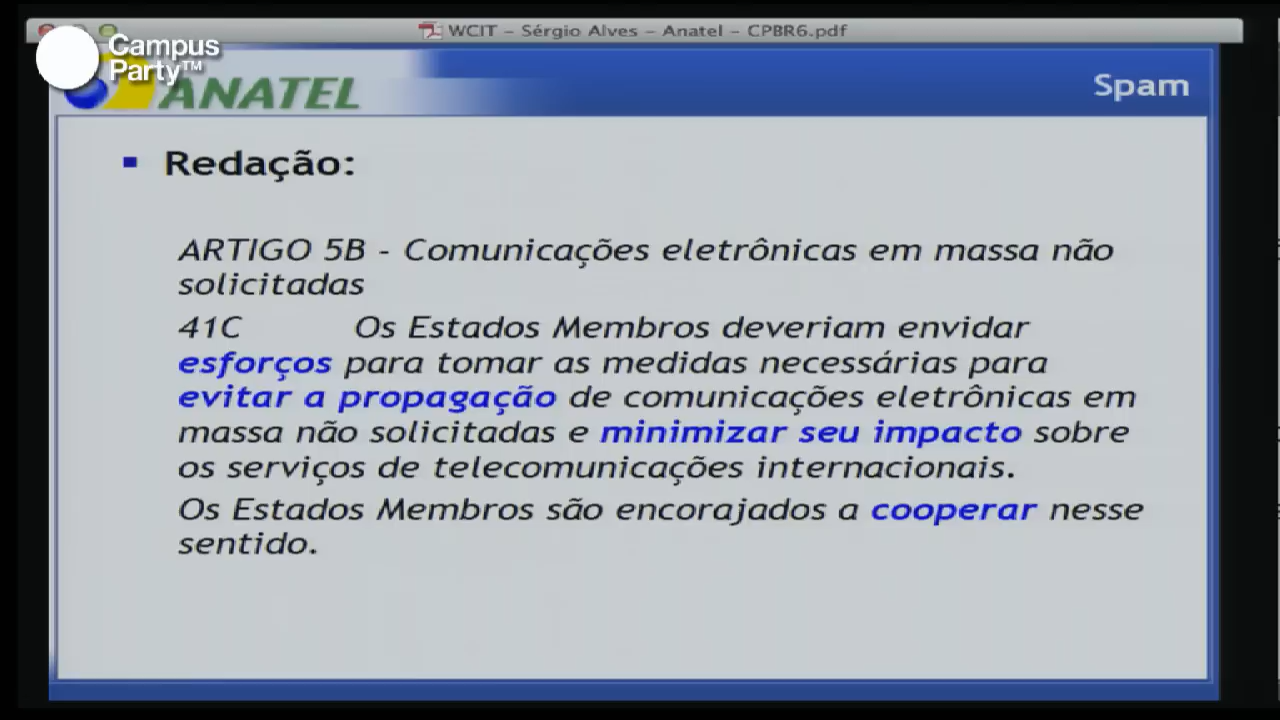 WCIT - Sérgio Alves - Anatel - CPBR6.pdf
Campus
Party™
ANATEL
Spam
Redação:
ARTIGO 5B - Comunicações eletrônicas em massa não
solicitadas
41C Os Estados Membros deveriam envidar
esforços para tomar as medidas necessárias para
evitar a propagação de comunicações eletrônicas em
massa não solicitadas e minimizar seu impacto sobre
os serviços de telecomunicações internacionais.
Os Estados Membros são encorajados a cooperar nesse
sentido.